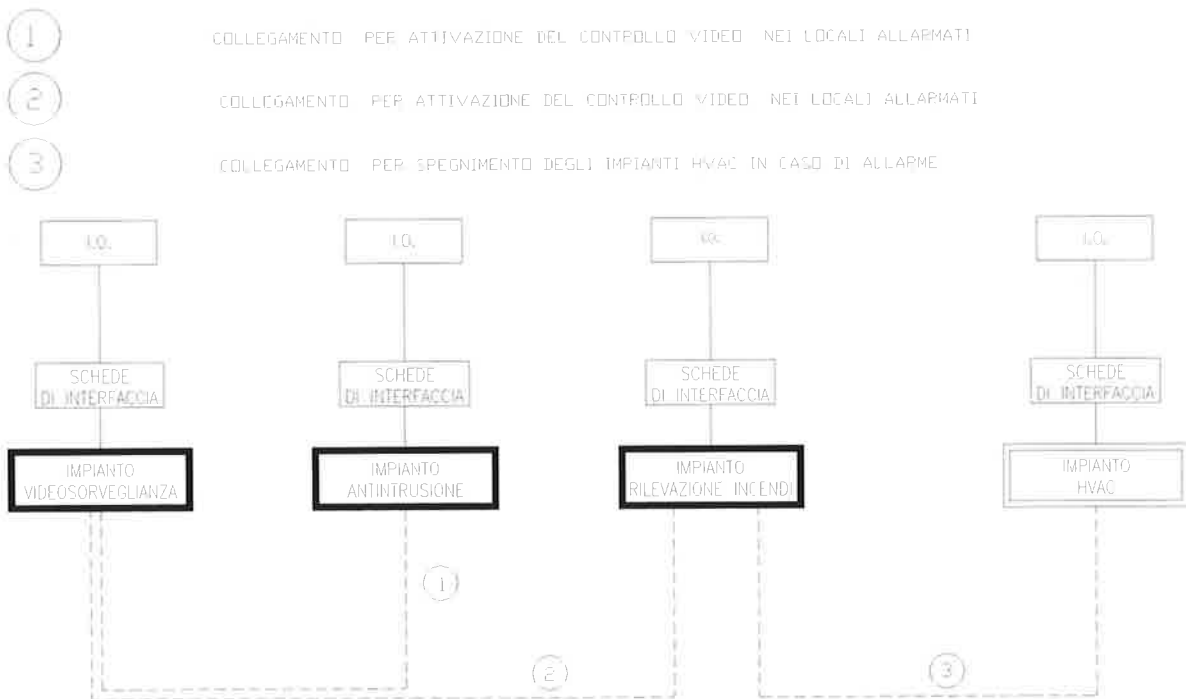 1
COLLEGAMENTO PER ATTIVAZIONE DEL CONTROLLO VIDEO NEI LOCALI ALLARMATI
2
COLLEGAMENTO PER ATTIVAZIONE DEL CONTROLLO VIDEO NEI LOCALI ALLARMATI
3
COLLEGAMENTO PER SPEGNIMENTO DEGLI IMPIANTI HVAC IN CASO DI ALLARME
I.O.
I.O.
I.O.
I.O.
SCHEDE
DI INTERFACCIA
SCHEDE
DI INTERFACCIA
SCHEDE
DI INTERFACCIA
SCHEDE
DI INTERFACCIA
IMPIANTO
VIDEOSORVEGLIANZA
IMPIANTO
ANTINTRUSIONE
IMPIANTO
RILEVAZIONE INCENDI
IMPIANTO
HVAC
1
2
3